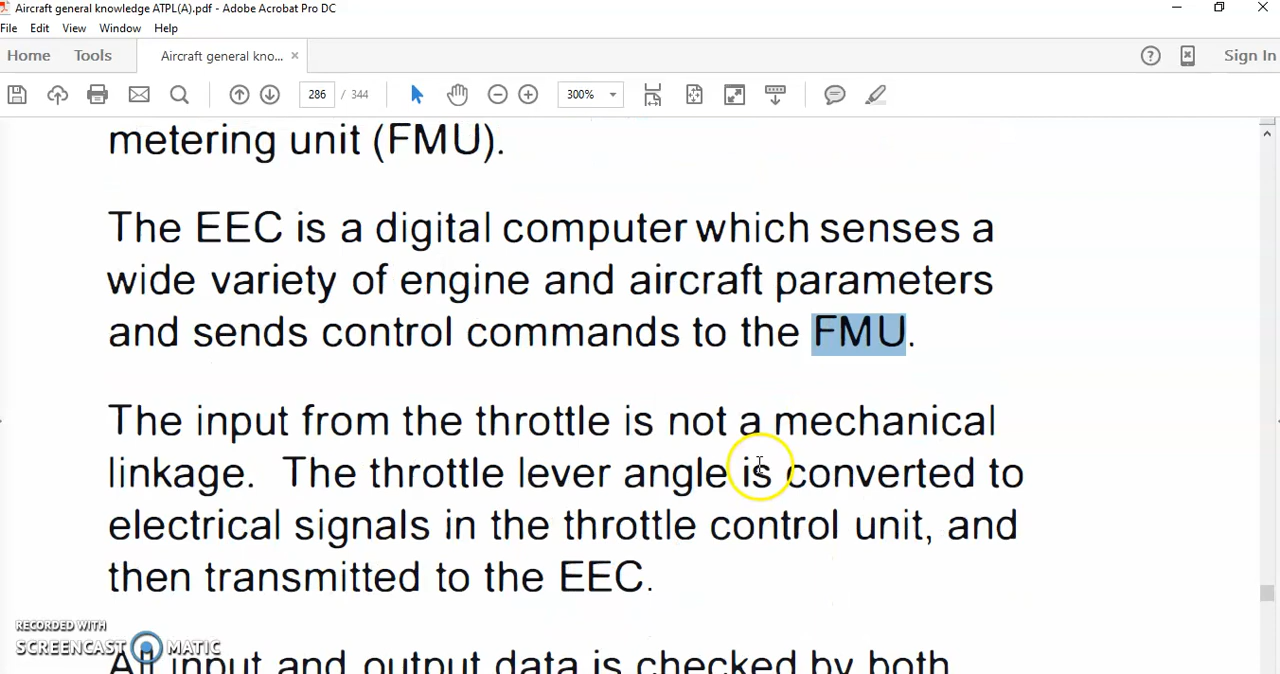 Aircraft general knowledge ATPL(A).pdf - Adobe Acrobat Pro DC
File Edit View Window Help
Home Tools Aircraft general kno... × Sign In
286 / 344 300%
metering unit (FMU).
The EEC is a digital computer which senses a
wide variety of engine and aircraft parameters
and sends control commands to the FMU.
The input from the throttle is not a mechanical
linkage. The throttle lever angle is converted to
electrical signals in the throttle control unit, and
then transmitted to the EEC.
RECORDED WITH
SCREENCAST MATIC
All input and output data is checked by both